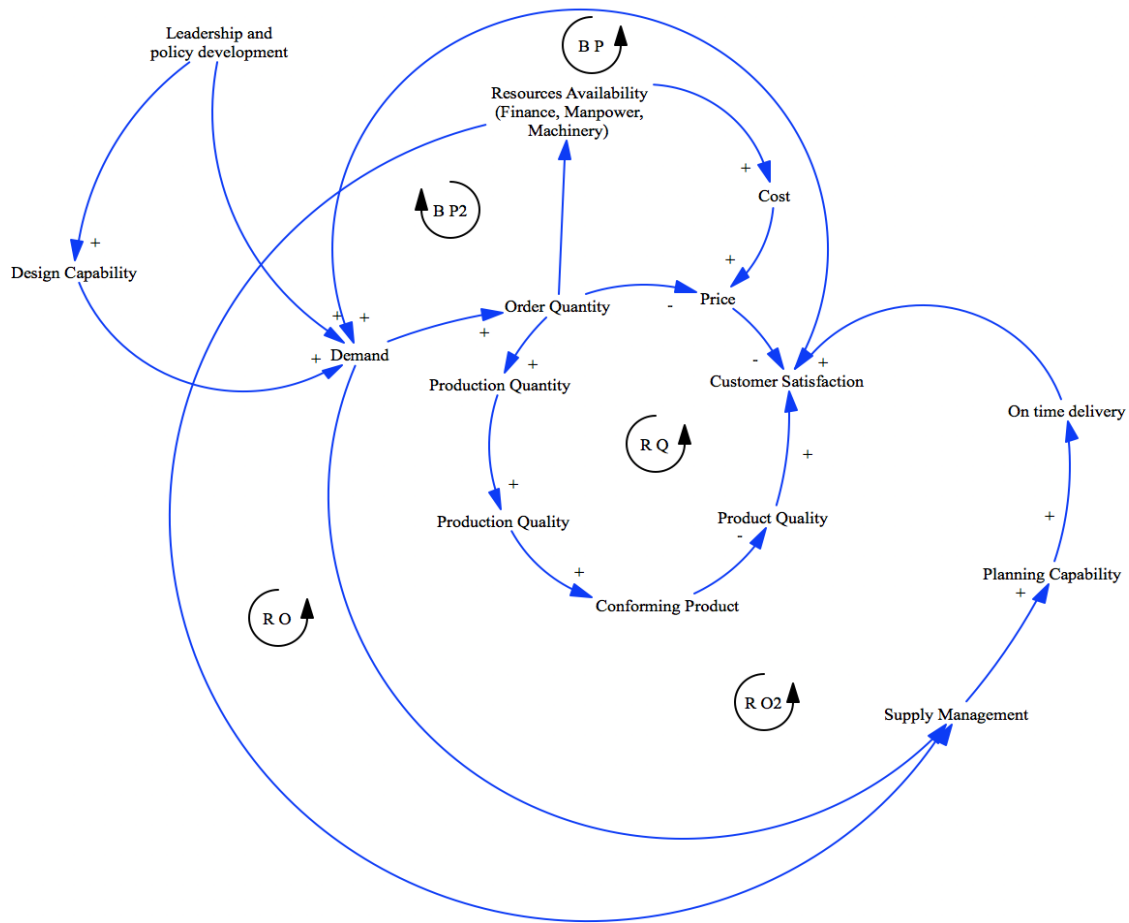 Leadership and
policy development
B P
Resources Availability
(Finance, Manpower,
Machinery)
+
Cost
B P2
+
Design Capability
+
Order Quantity
-
Price
+
+
+
+
Demand
+
Production Quantity
-
+
Customer Satisfaction
On time delivery
R Q
+
+
Production Quality
Product Quality
-
+
+
Conforming Product
Planning Capability
+
R O
R O2
Supply Management